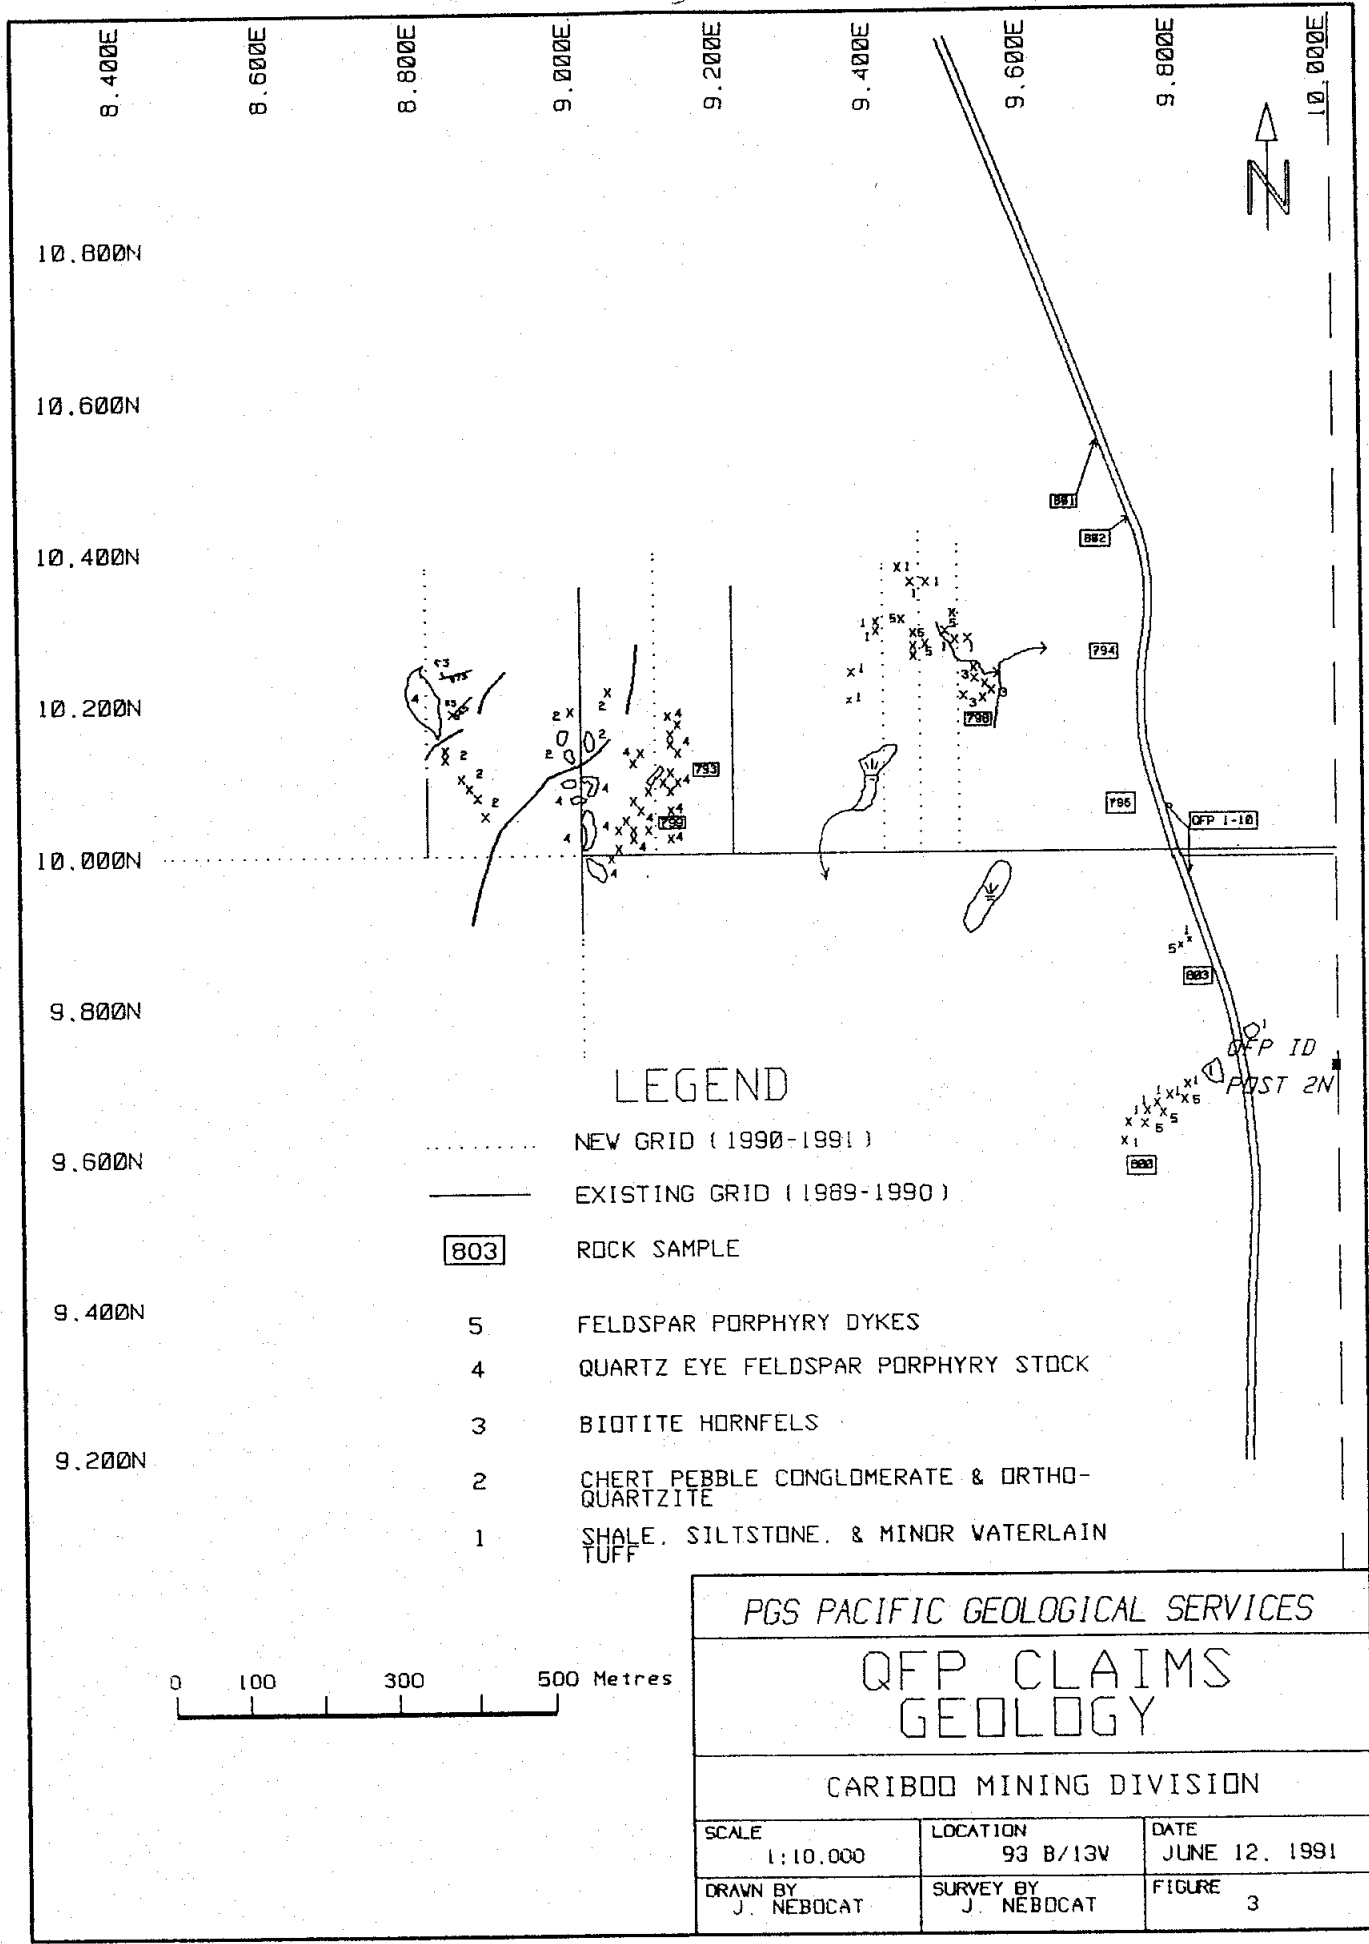 8.400E
8.600E
8.800E
9.000E
9.200E
9.400E
9.600E
9.800E
10.000E
N
10.800N
10.600N
10.400N
10.200N
10.000N
9.800N
9.600N
9.400N
9.200N
801
802
794
798
793
799
795
QFP 1-10
803
800
QFP ID
POST 2N
LEGEND
NEW GRID (1990-1991)
EXISTING GRID (1989-1990)
803 ROCK SAMPLE
5 FELDSPAR PORPHYRY DYKES
4 QUARTZ EYE FELDSPAR PORPHYRY STOCK
3 BIOTITE HORNFELS
2 CHERT PEBBLE CONGLOMERATE & ORTHO-
QUARTZITE
1 SHALE. SILTSTONE. & MINOR WATERLAIN
TUFF
0 100 300 500 Metres
PGS PACIFIC GEOLOGICAL SERVICES
QFP CLAIMS
GEOLOGY
CARIBOO MINING DIVISION
SCALE
1:10.000
LOCATION
93 B/13W
DATE
JUNE 12. 1991
DRAWN BY
J. NEBOCAT
SURVEY BY
J. NEBOCAT
FIGURE
3